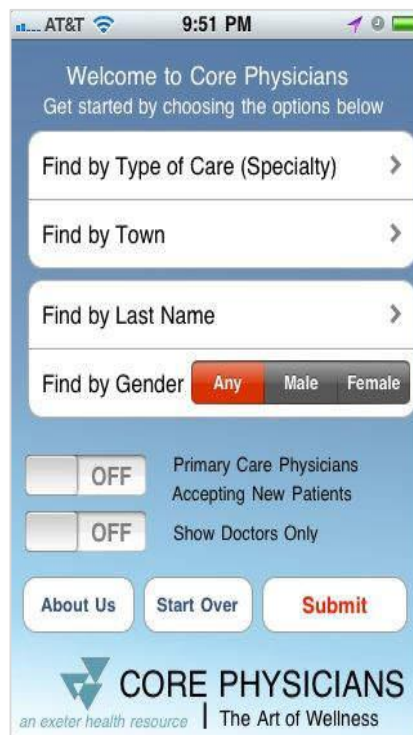 AT&T 9:51 PM
Welcome to Core Physicians
Get started by choosing the options below
Find by Type of Care (Specialty)
Find by Town
Find by Last Name
Find by Gender Any Male Female
OFF Primary Care Physicians
Accepting New Patients
OFF Show Doctors Only
About Us Start Over Submit
CORE PHYSICIANS
an exeter health resource | The Art of Wellness